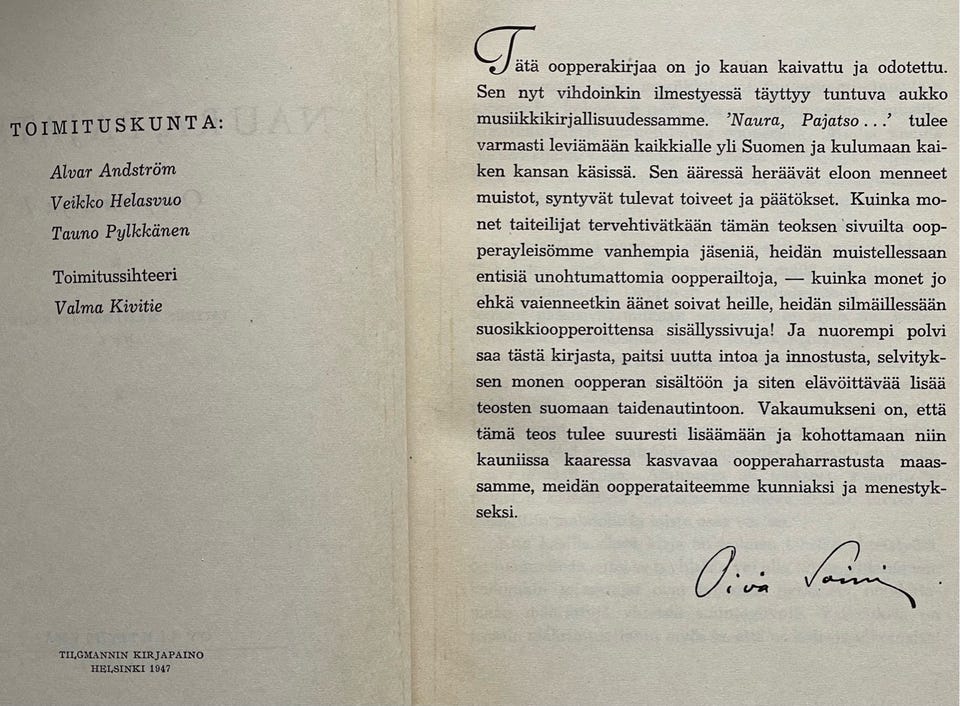 TOIMITUSKUNTA:
Alvar Andström
Veikko Helasvuo
Tauno Pylkkänen
Toimitussihteeri
Valma Kivitie
TILGMANNIN KIRJAPAINO
HELSINKI 1947
Tätä oopperakirjaa on jo kauan kaivattu ja odotettu.
Sen nyt vihdoinkin ilmestyessä täyttyy tuntuva aukko
musiikkikirjallisuudessamme. 'Naura, Pajatso...' tulee
varmasti leviämään kaikkialle yli Suomen ja kulumaan kai-
ken kansan käsissä. Sen ääressä heräävät eloon menneet
muistot, syntyvät tulevat toiveet ja päätökset. Kuinka mo-
net taiteilijat tervehtivätkään tämän teoksen sivuilta oop-
perayleisömme vanhempia jäseniä, heidän muistellessaan
entisiä unohtumattomia oopperailtoja, — kuinka monet jo
ehkä vaienneetkin äänet soivat heille, heidän silmäillessään
suosikkioopperoittensa sisällyssivuja! Ja nuorempi polvi
saa tästä kirjasta, paitsi uutta intoa ja innostusta, selvityk-
sen monen oopperan sisältöön ja siten elävöittävää lisää
teosten suomaan taidenautintoon. Vakaumukseni on, että
tämä teos tulee suuresti lisäämään ja kohottamaan niin
kauniissa kaaressa kasvavaa oopperaharrastusta maas-
samme, meidän oopperataiteemme kunniaksi ja menestyk-
seksi.
Oiva Soini